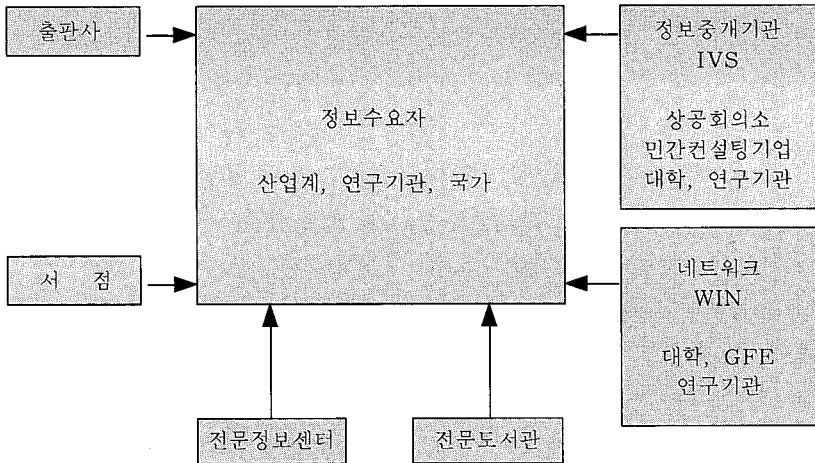 출판사
정보수요자
산업계, 연구기관, 국가
정보중개기관
IVS
상공회의소
민간컨설팅기업
대학, 연구기관
서 점
네트워크
WIN
대학, GFE
연구기관
전문정보센터
전문도서관